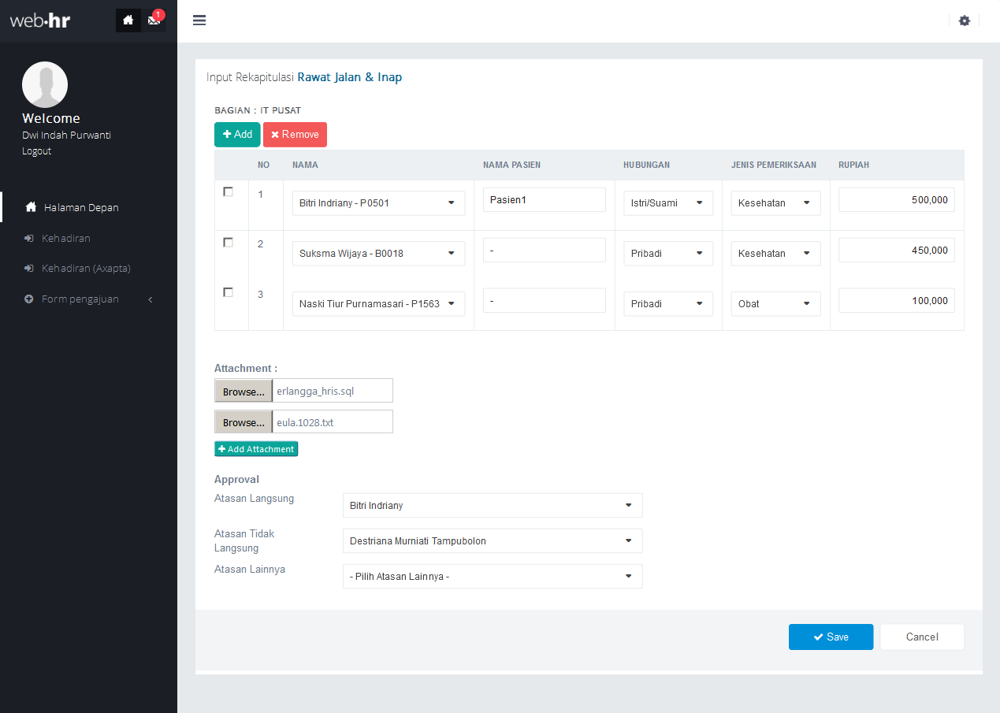 web·hr
1
Welcome
Dwi Indah Purwanti
Logout
Halaman Depan
Kehadiran
Kehadiran (Axapta)
Form pengajuan
Input Rekapitulasi Rawat Jalan & Inap
BAGIAN : IT PUSAT
Add Remove
NO NAMA NAMA PASIEN HUBUNGAN JENIS PEMERIKSAAN RUPIAH
1 Bitri Indriany - P0501 Pasien1 Istri/Suami Kesehatan 500,000
2 Suksma Wijaya - B0018 - Pribadi Kesehatan 450,000
3 Naski Tiur Purnamasari - P1563 - Pribadi Obat 100,000
Attachment :
Browse... erlangga_hris.sql
Browse... eula.1028.txt
Add Attachment
Approval
Atasan Langsung Bitri Indriany
Atasan Tidak
Langsung
Destriana Murniati Tampubolon
Atasan Lainnya - Pilih Atasan Lainnya -
Save Cancel